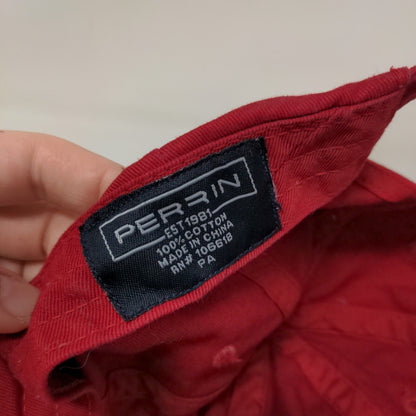 PERRIN
EST 1981
100% COTTON
MADE IN CHINA
RN# 106618
PA